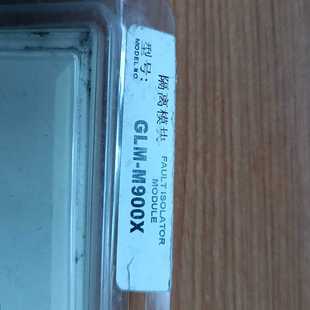 型号: 隔离模块
MODEL.NO. FAULT ISOLATOR
MODULE
GLM-M900X